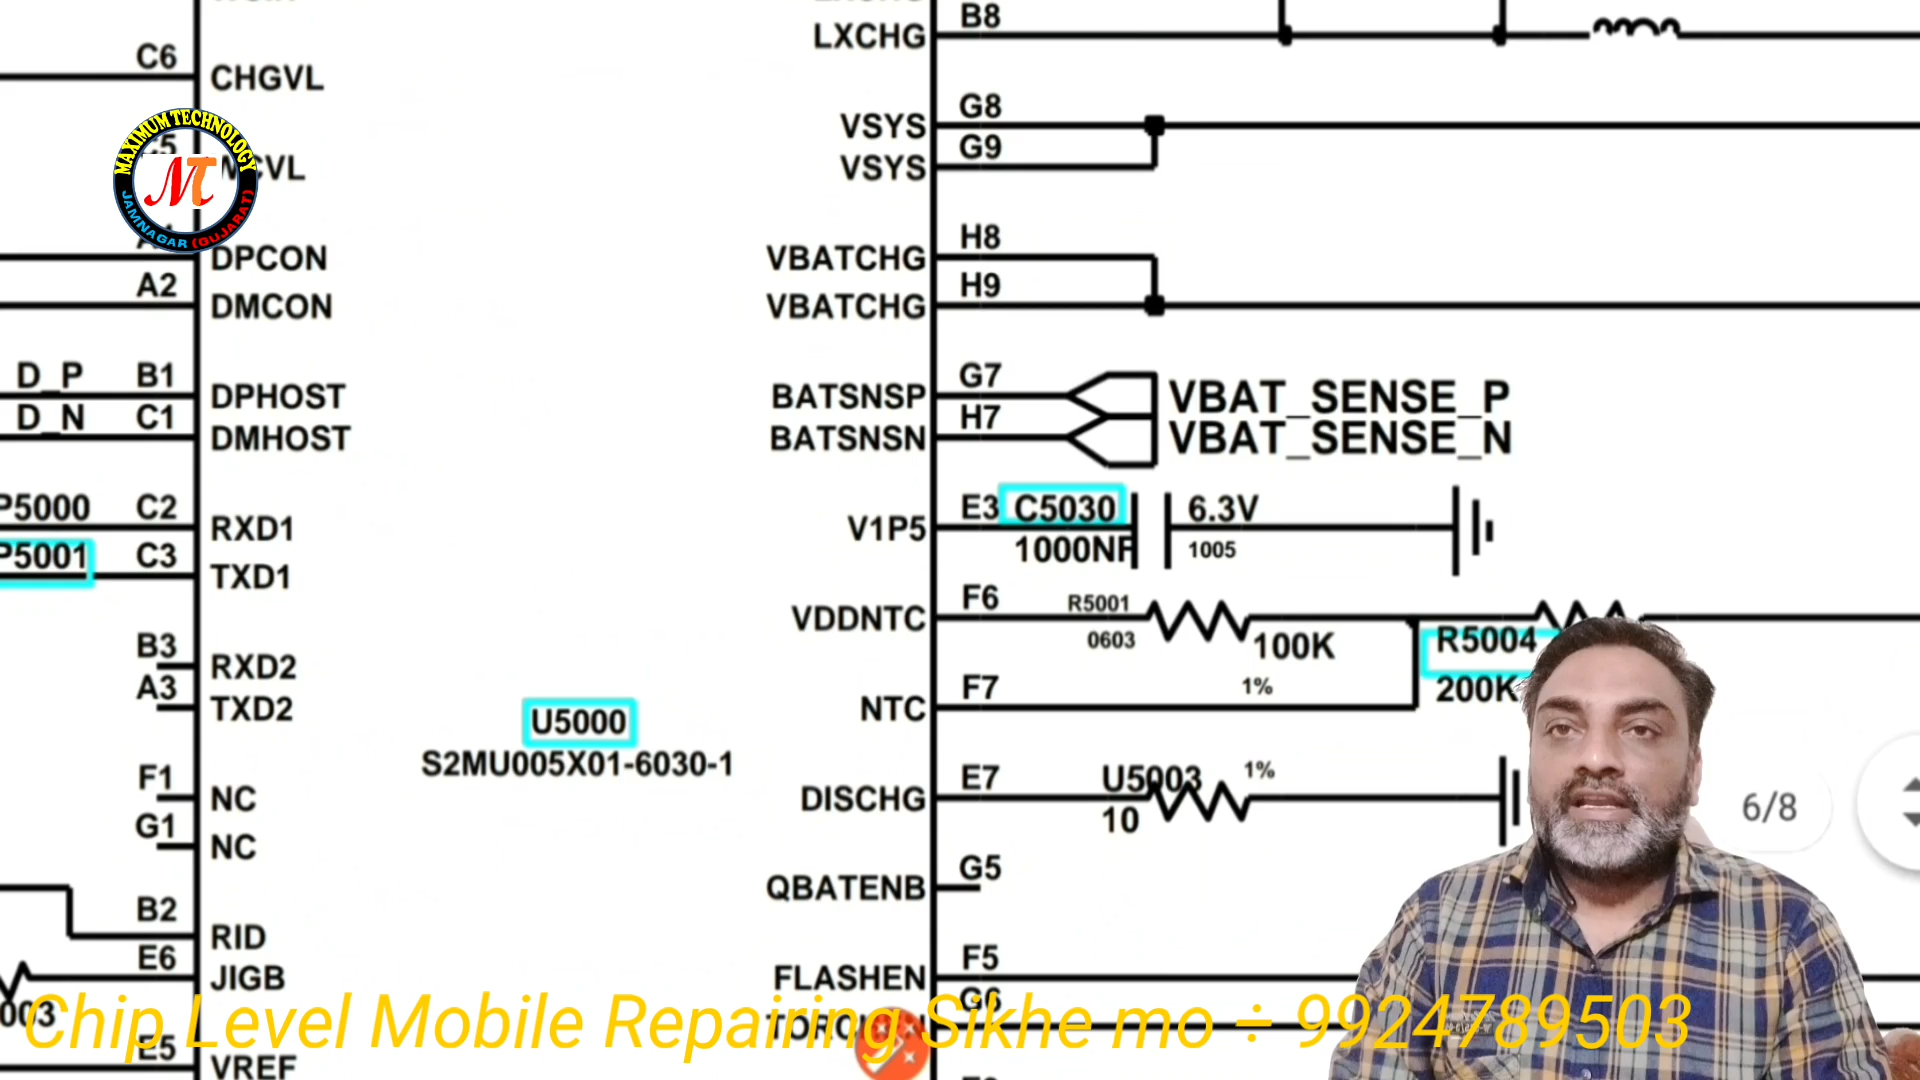 B8
LXCHG
C6
CHGVL
MAXIMUM TECHNOLOGY
MT
JAMNAGAR (GUJARAT)
VSYS G8
VSYS G9
DPCON
A2
DMCON
VBATCHG H8
VBATCHG H9
D_P B1
DPHOST
D_N C1
DMHOST
BATSNSP G7 VBAT_SENSE_P
BATSNSN H7 VBAT_SENSE_N
P5000 C2
RXD1
P5001 C3
TXD1
E3 C5030 6.3V
V1P5
1000NF 1005
F6 R5001
VDDNTC
0603 100K
R5004
200K
B3
RXD2
A3
TXD2
F7 1%
NTC
U5000
S2MU005X01-6030-1
E7 U5003 1%
DISCHG
10
6/8
F1
NC
G1
NC
G5
QBATENB
B2
RID
E6
JIGB
F5
FLASHEN
G6
003
Chip Level Mobile Repairing Sikhe mo ÷ 9924789503
E5
VREF